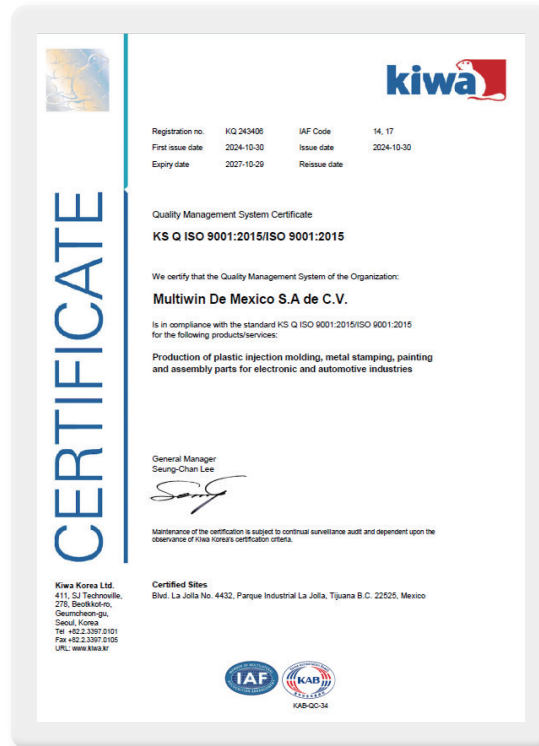 kiwa
Registration no. KQ 243406 IAF Code 14, 17
First issue date 2024-10-30 Issue date 2024-10-30
Expiry date 2027-10-29 Reissue date
CERTIFICATE
Quality Management System Certificate
KS Q ISO 9001:2015/ISO 9001:2015
We certify that the Quality Management System of the Organization:
Multiwin De Mexico S.A de C.V.
Is in compliance with the standard KS Q ISO 9001:2015/ISO 9001:2015
for the following products/services:
Production of plastic injection molding, metal stamping, painting
and assembly parts for electronic and automotive industries
General Manager
Seung-Chan Lee
Maintenance of the certification is subject to continual surveillance audit and dependent upon the
observance of Kiwa Korea's certification criteria.
Kiwa Korea Ltd.
411, SJ Technoville,
278, Beotkkot-ro,
Geumcheon-gu,
Seoul, Korea
Tel +82.2.3397.0101
Fax +82.2.3397.0105
URL: www.kiwa.kr
Certified Sites
Blvd. La Jolla No. 4432, Parque Industrial La Jolla, Tijuana B.C. 22525, Mexico
IAF
KAB
KAB-QC-34